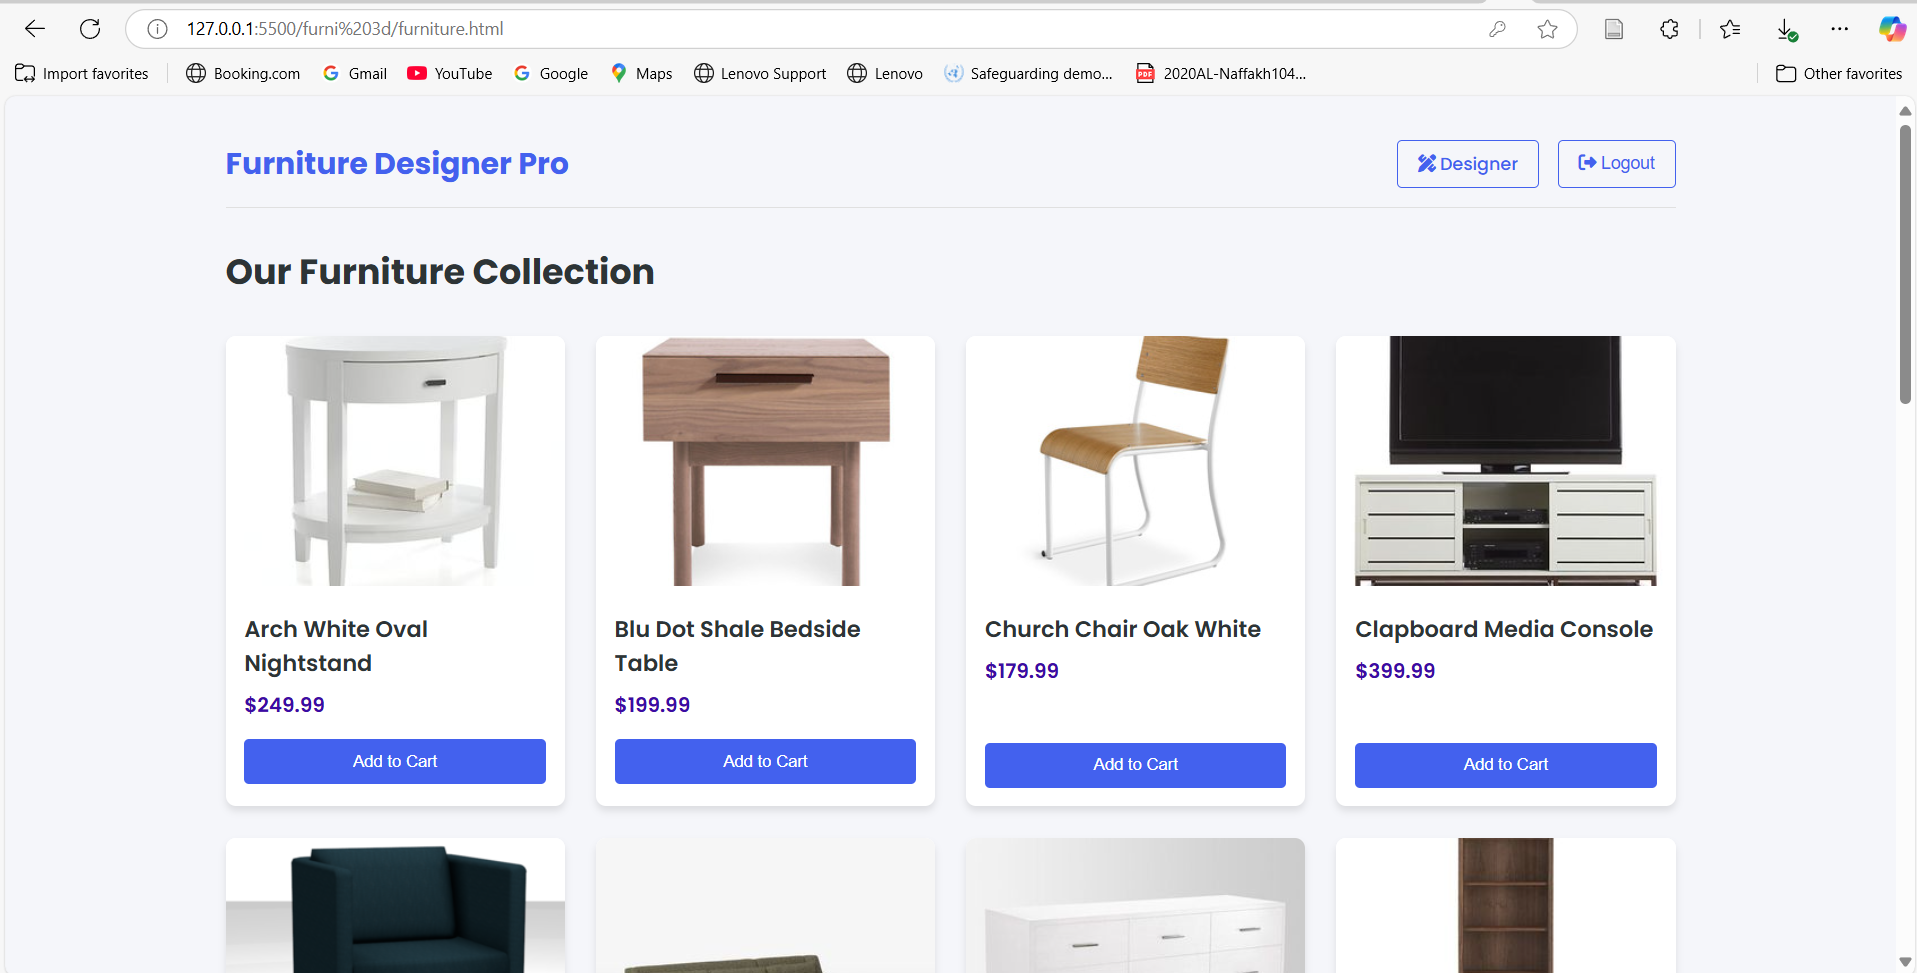 127.0.0.1:5500/furni%203d/furniture.html
Import favorites Booking.com Gmail YouTube Google Maps Lenovo Support Lenovo Safeguarding demo... PDF 2020AL-Naffakh104... Other favorites
Furniture Designer Pro Designer Logout
Our Furniture Collection
Arch White Oval
Nightstand
$249.99
Add to Cart
Blu Dot Shale Bedside
Table
$199.99
Add to Cart
Church Chair Oak White
$179.99
Add to Cart
Clapboard Media Console
$399.99
Add to Cart